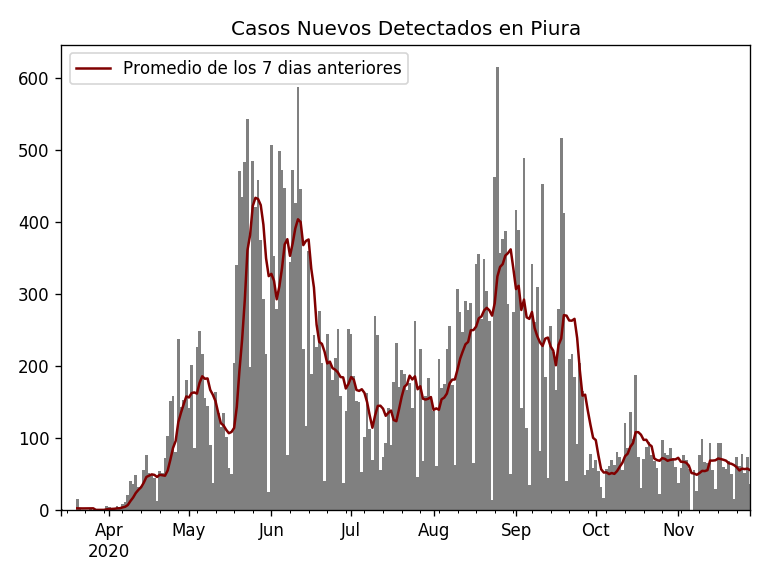 Casos Nuevos Detectados en Piura
Promedio de los 7 dias anteriores
600
500
400
300
200
100
0
Apr May Jun Jul Aug Sep Oct Nov
2020